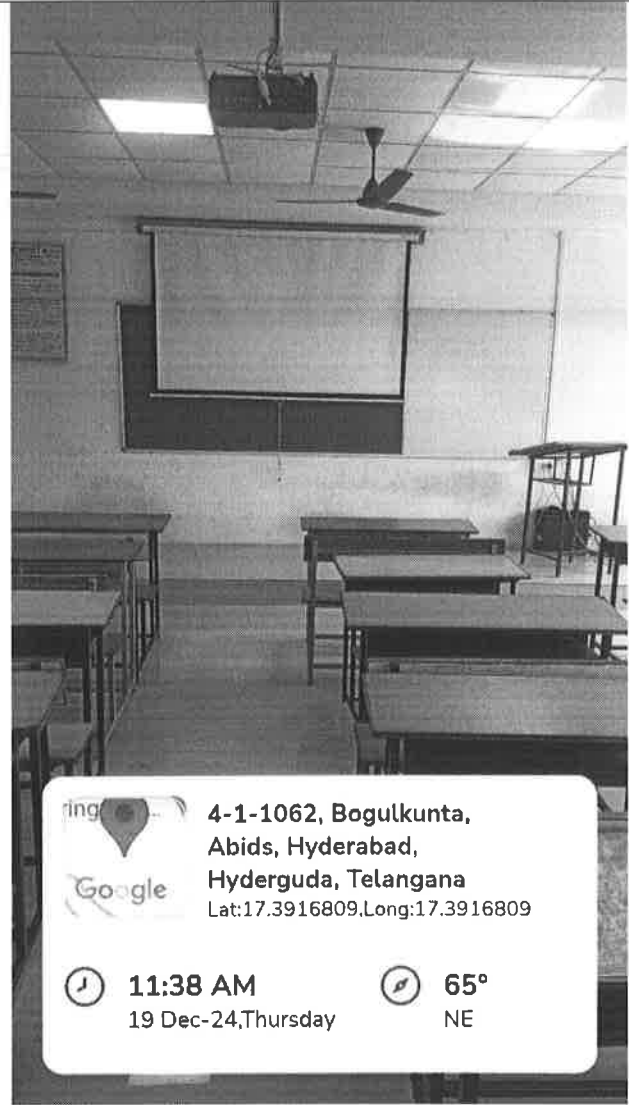 ring
Google
4-1-1062, Bogulkunta,
Abids, Hyderabad,
Hyderguda, Telangana
Lat:17.3916809,Long:17.3916809
11:38 AM
19 Dec-24,Thursday
65°
NE